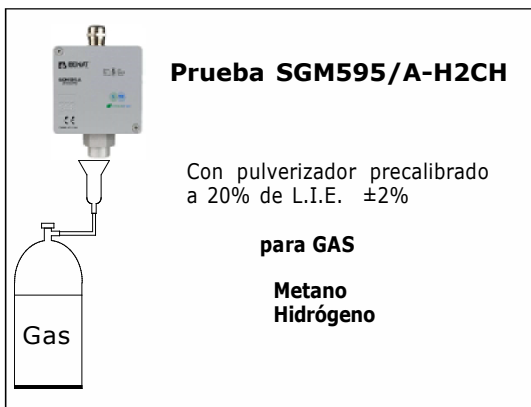 Prueba SGM595/A-H2CH
Con pulverizador precalibrado
a 20% de L.I.E. ±2%
para GAS
Metano
Hidrógeno
Gas